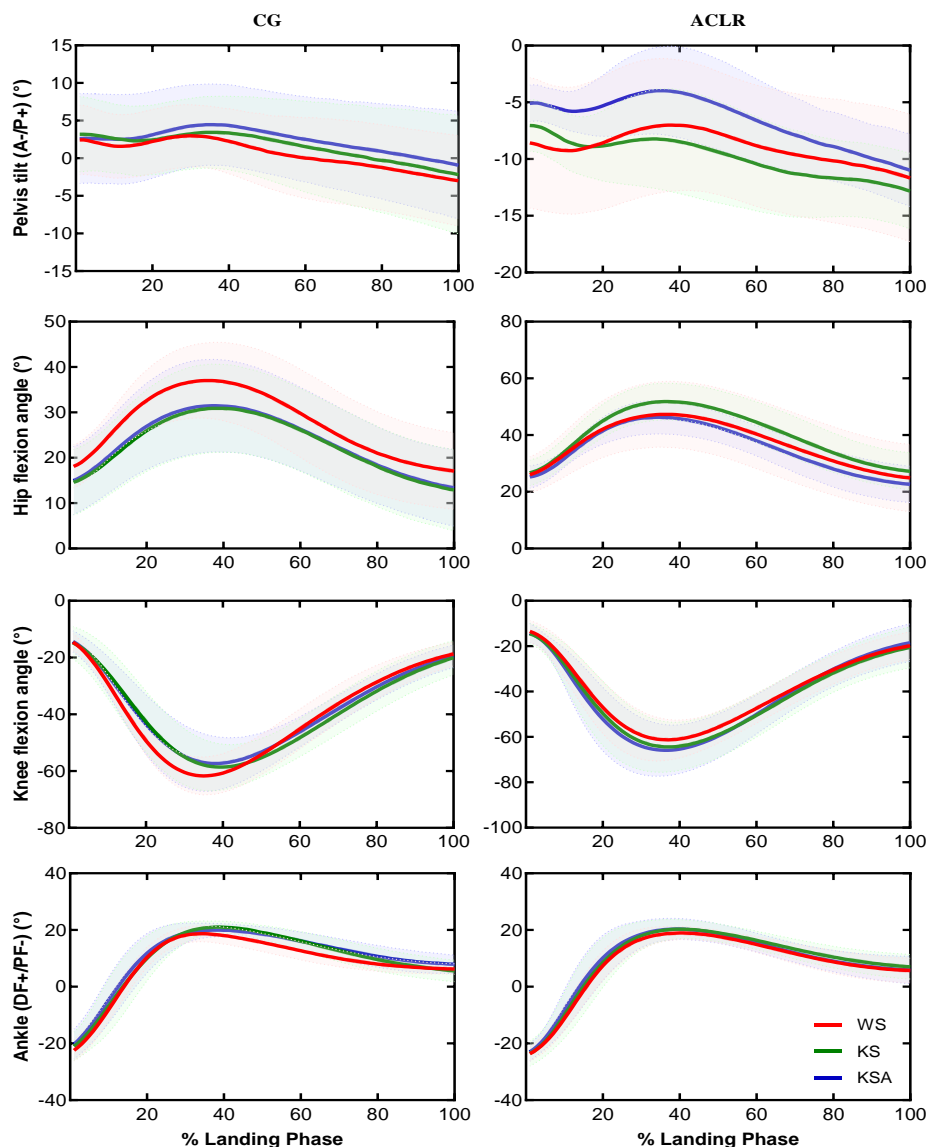 CG
ACLR
Pelvis tilt (A-/P+) (°)
15
10
5
0
-5
-10
-15
20 40 60 80 100
0
-5
-10
-15
-20
20 40 60 80 100
Hip flexion angle (°)
50
40
30
20
10
0
20 40 60 80 100
80
60
40
20
0
20 40 60 80 100
Knee flexion angle (°)
0
-20
-40
-60
-80
20 40 60 80 100
0
-20
-40
-60
-80
-100
20 40 60 80 100
Ankle (DF+/PF-) (°)
40
20
0
-20
-40
20 40 60 80 100
% Landing Phase
40
20
0
-20
-40
20 40 60 80 100
% Landing Phase
WS
KS
KSA